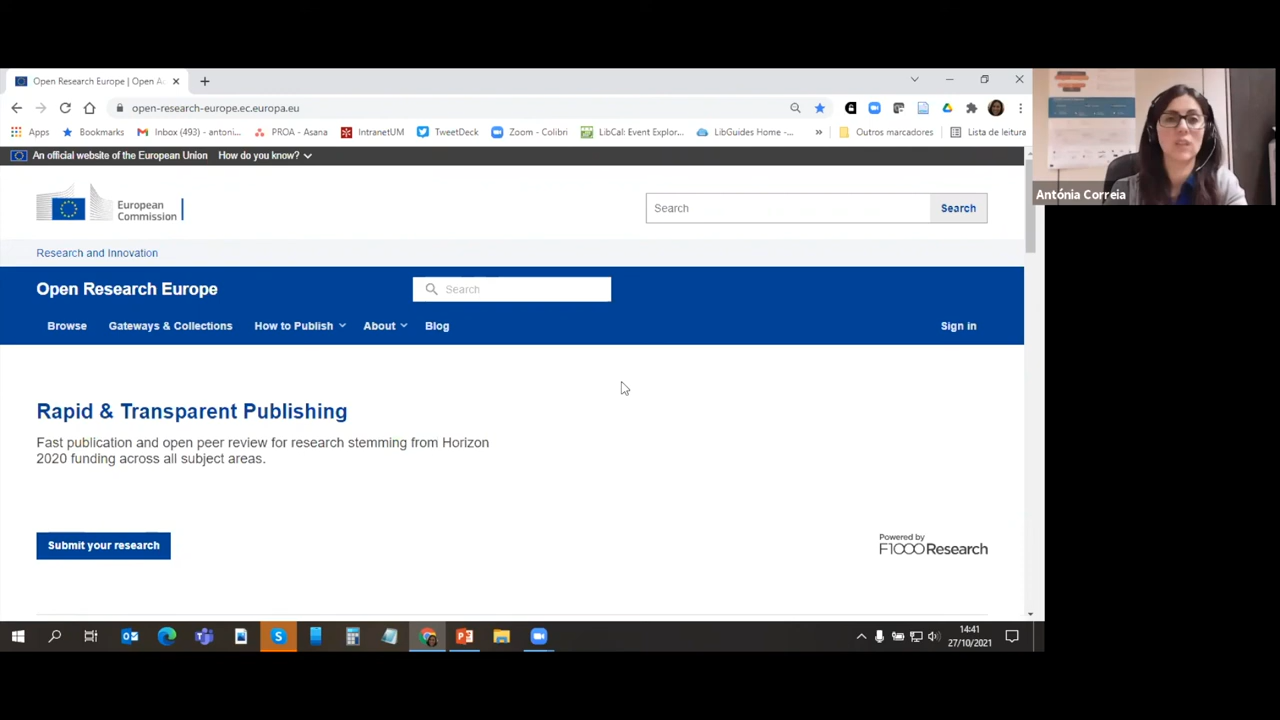 Open Research Europe | Open A
open-research-europe.ec.europa.eu
Apps
Bookmarks
Inbox (493) - antoni...
PROA - Asana
IntranetUM
TweetDeck
Zoom - Colibri
LibCal: Event Explor...
LibGuides Home -...
»
Outros marcadores
Lista de leitura
An official website of the European Union How do you know?
European
Commission
Search
Search
Research and Innovation
Open Research Europe
Search
Browse
Gateways & Collections
How to Publish
About
Blog
Sign in
Rapid & Transparent Publishing
Fast publication and open peer review for research stemming from Horizon
2020 funding across all subject areas.
Submit your research
Powered by
F1000Research
Antónia Correia
14:41
27/10/2021